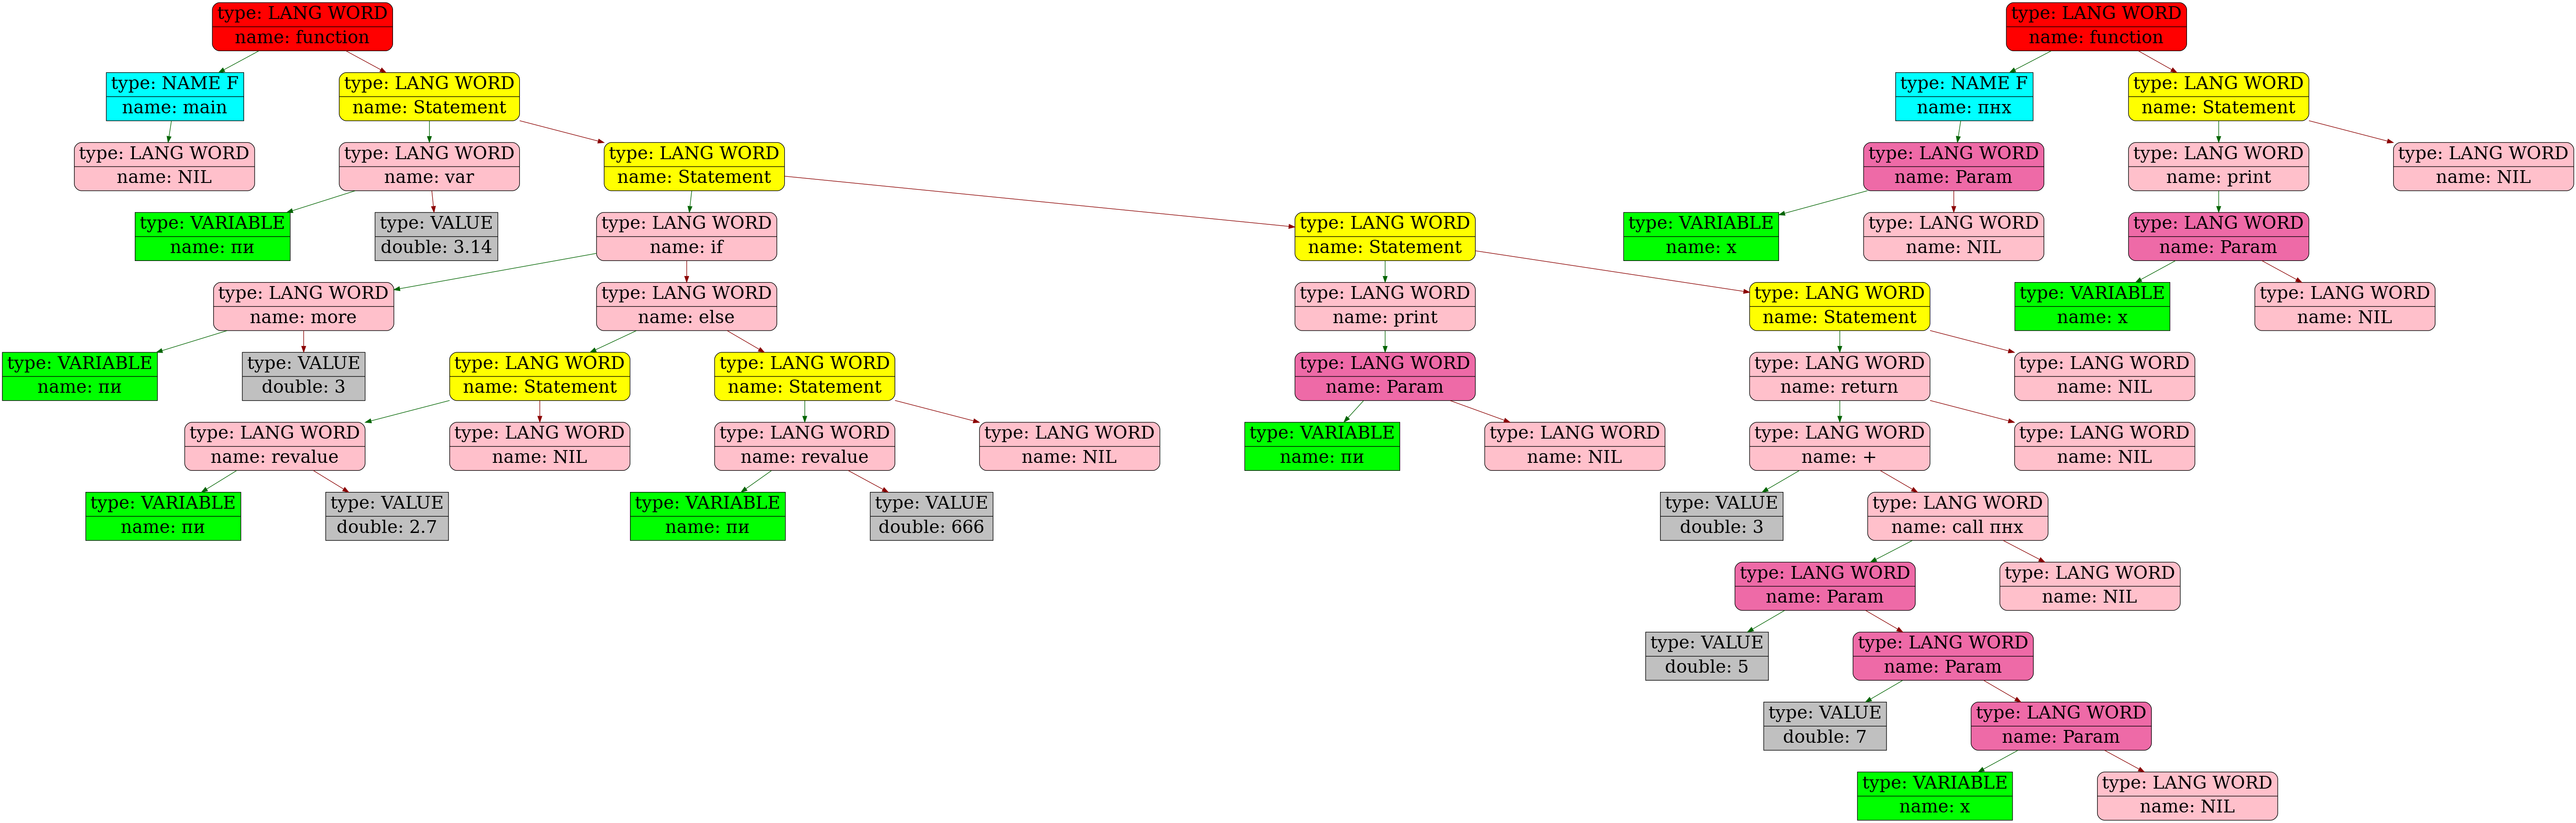 type: LANG WORD
name: function
type: LANG WORD
name: function
type: NAME F
name: main
type: LANG WORD
name: Statement
type: NAME F
name: пнх
type: LANG WORD
name: Statement
type: LANG WORD
name: NIL
type: LANG WORD
name: var
type: LANG WORD
name: Statement
type: LANG WORD
name: Param
type: LANG WORD
name: print
type: LANG WORD
name: NIL
type: VARIABLE
name: пи
type: VALUE
double: 3.14
type: LANG WORD
name: if
type: LANG WORD
name: Statement
type: VARIABLE
name: x
type: LANG WORD
name: NIL
type: LANG WORD
name: Param
type: LANG WORD
name: more
type: LANG WORD
name: else
type: LANG WORD
name: print
type: LANG WORD
name: Statement
type: VARIABLE
name: x
type: LANG WORD
name: NIL
type: VARIABLE
name: пи
type: VALUE
double: 3
type: LANG WORD
name: Statement
type: LANG WORD
name: Statement
type: LANG WORD
name: Param
type: LANG WORD
name: return
type: LANG WORD
name: NIL
type: LANG WORD
name: revalue
type: LANG WORD
name: NIL
type: LANG WORD
name: revalue
type: LANG WORD
name: NIL
type: VARIABLE
name: пи
type: LANG WORD
name: NIL
type: LANG WORD
name: +
type: LANG WORD
name: NIL
type: VARIABLE
name: пи
type: VALUE
double: 2.7
type: VARIABLE
name: пи
type: VALUE
double: 666
type: VALUE
double: 3
type: LANG WORD
name: call пнх
type: LANG WORD
name: Param
type: LANG WORD
name: NIL
type: VALUE
double: 5
type: LANG WORD
name: Param
type: VALUE
double: 7
type: LANG WORD
name: Param
type: VARIABLE
name: x
type: LANG WORD
name: NIL